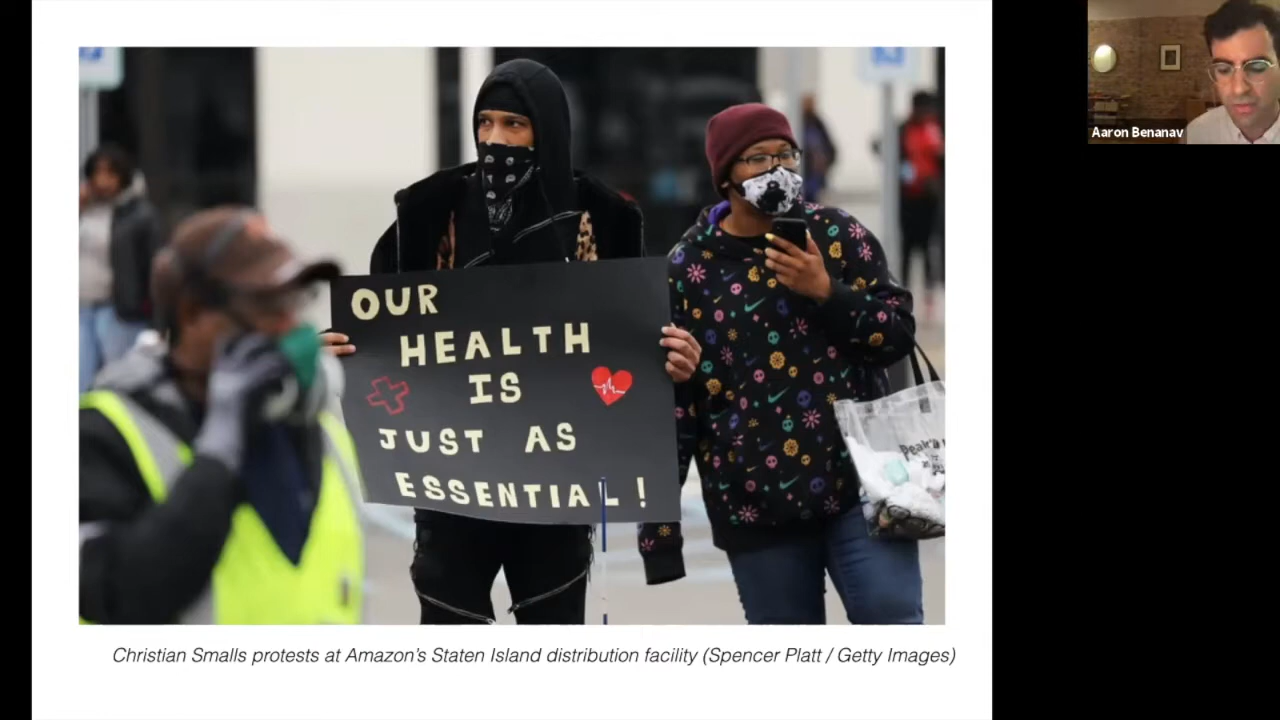 Aaron Benanav
OUR
HEALTH
IS
JUST AS
ESSENTIAL!
Christian Smalls protests at Amazon's Staten Island distribution facility (Spencer Platt / Getty Images)